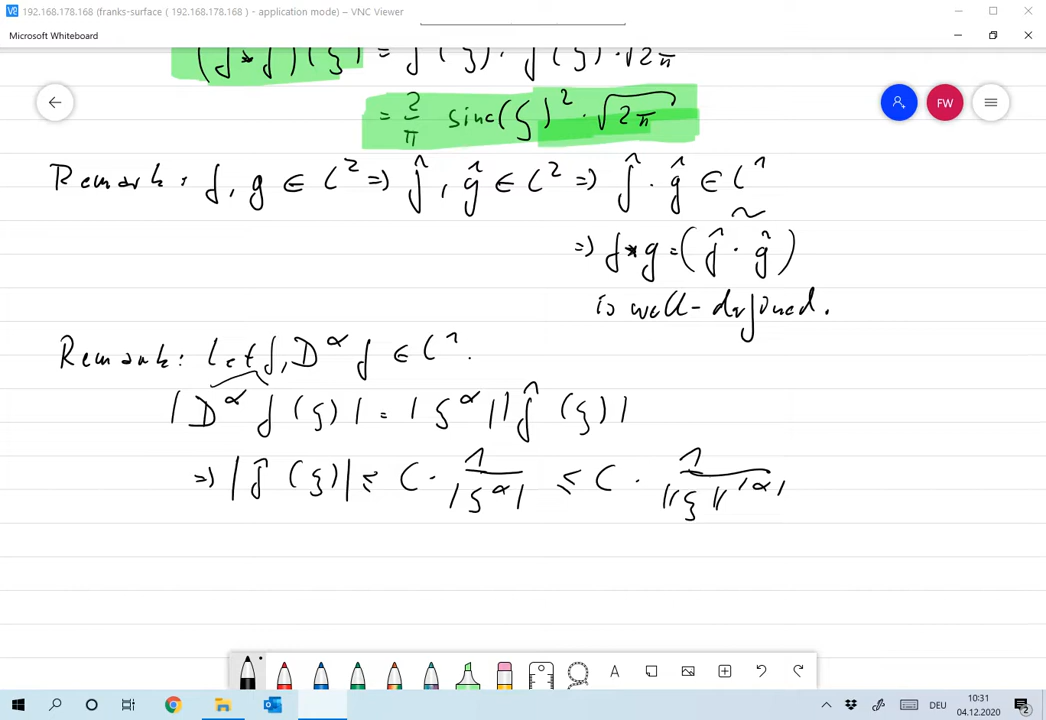 192.168.178.168 (franks-surface ( 192.168.178.168 ) - application mode) – VNC Viewer
Microsoft Whiteboard
(f * f)(ξ) = f(ξ) · f(ξ) · √2π
= 2/π sinc(ξ)² · √2π
FW
Remark: f, g ∈ L² => f̂, ĝ ∈ L² => f̂ · ĝ ∈ L¹
=> f * g = (f̂ · ĝ)~
is well-defined.
Remark: Let f, D^α f ∈ L¹.
|D^α f (ξ)| = |ξ^α| |f̂ (ξ)|
=> |f̂ (ξ)| ≤ C · 1/|ξ^α| ≤ C · 1/‖ξ‖^|α|
A
DEU
10:31
04.12.2020
2